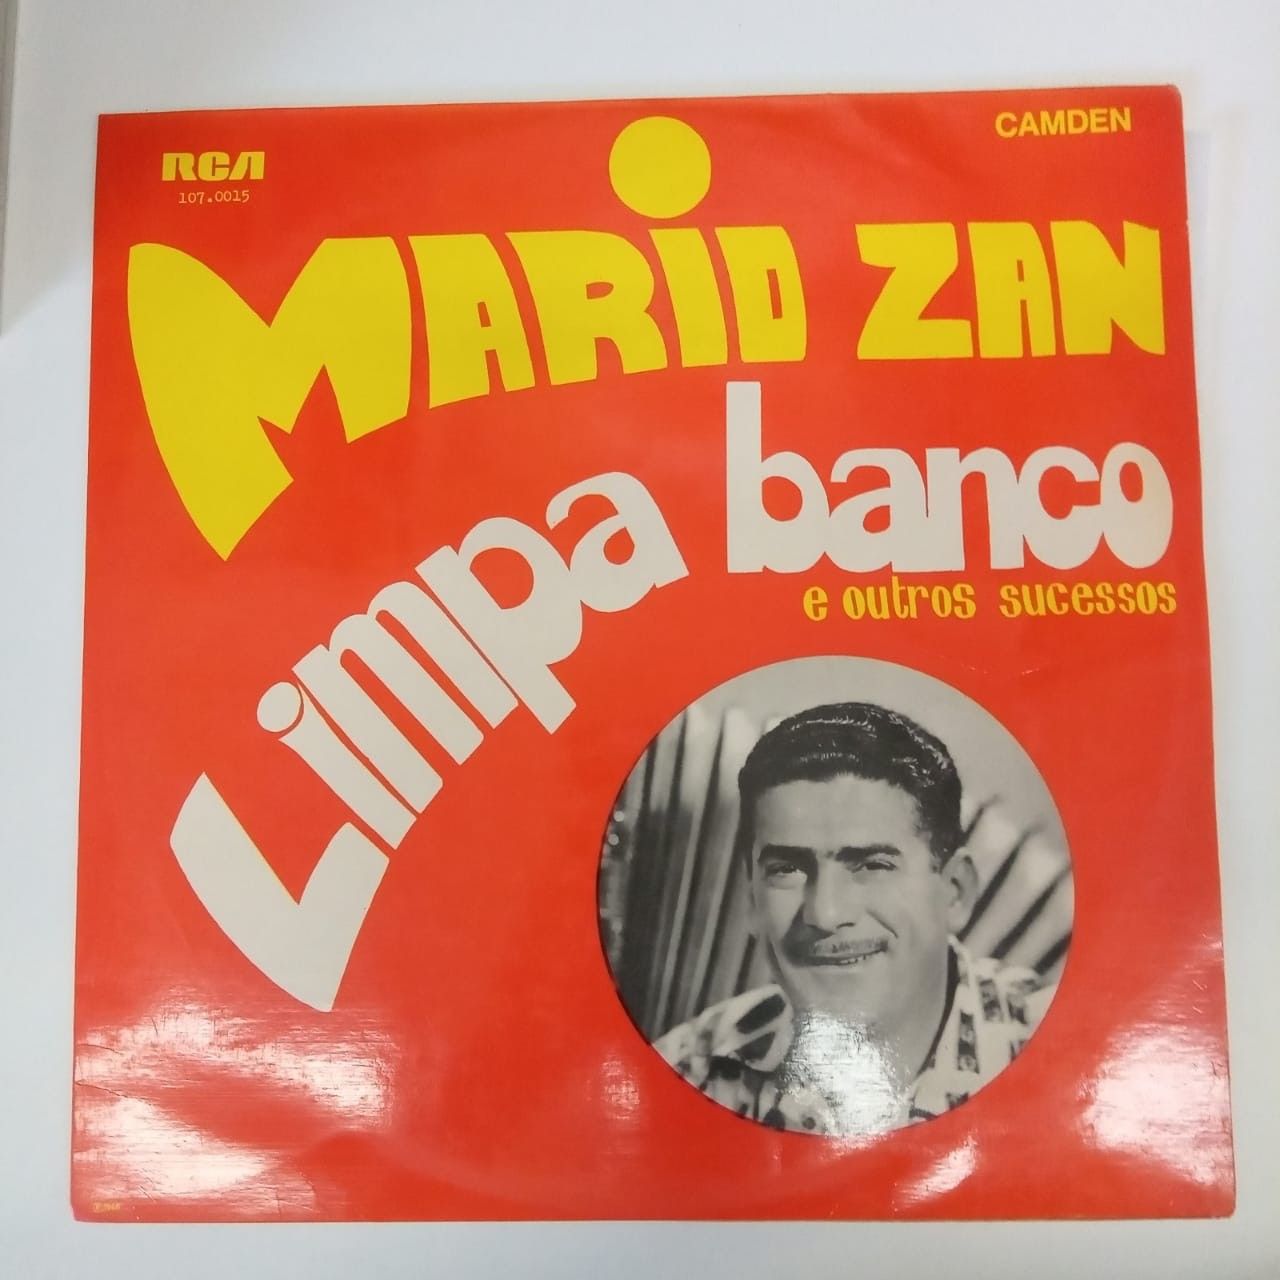 RCA
107.0015
CAMDEN
MARIO ZAN
Limpa banco
e outros sucessos